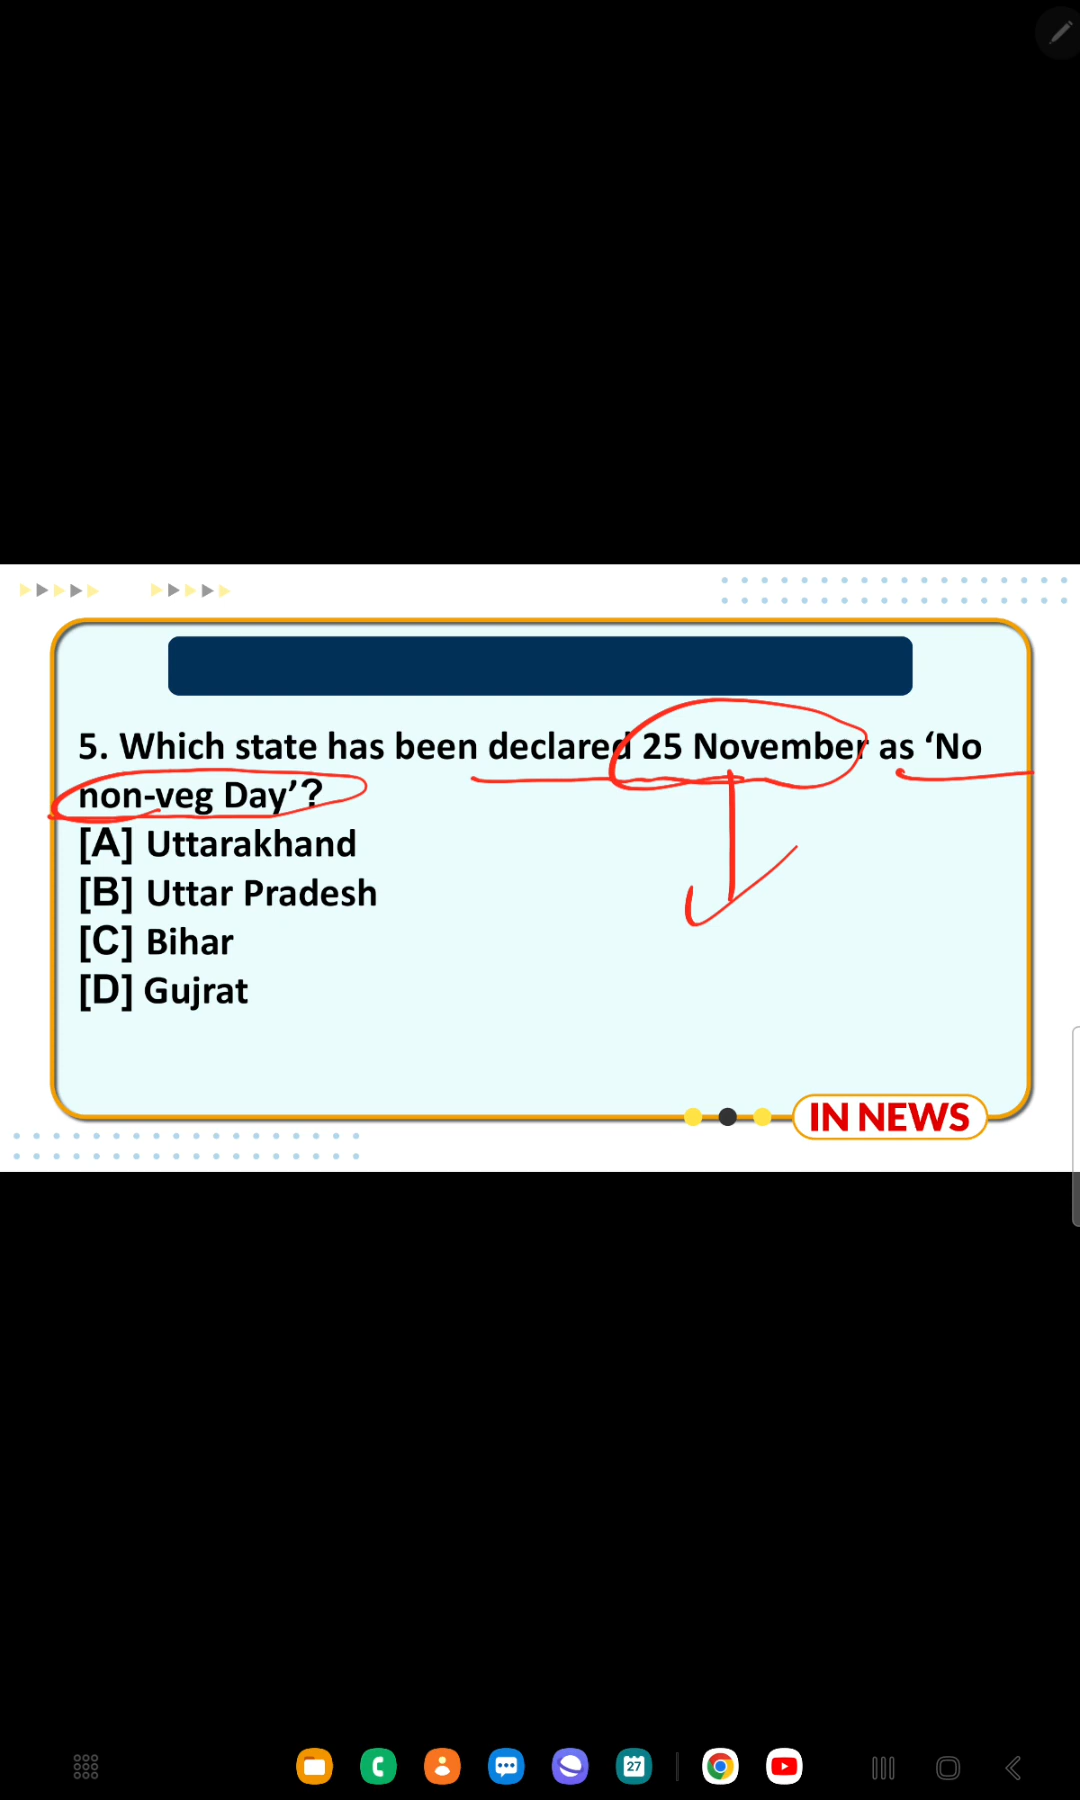 5. Which state has been declared 25 November as ‘No
non-veg Day’?
[A] Uttarakhand
[B] Uttar Pradesh
[C] Bihar
[D] Gujrat
IN NEWS
27